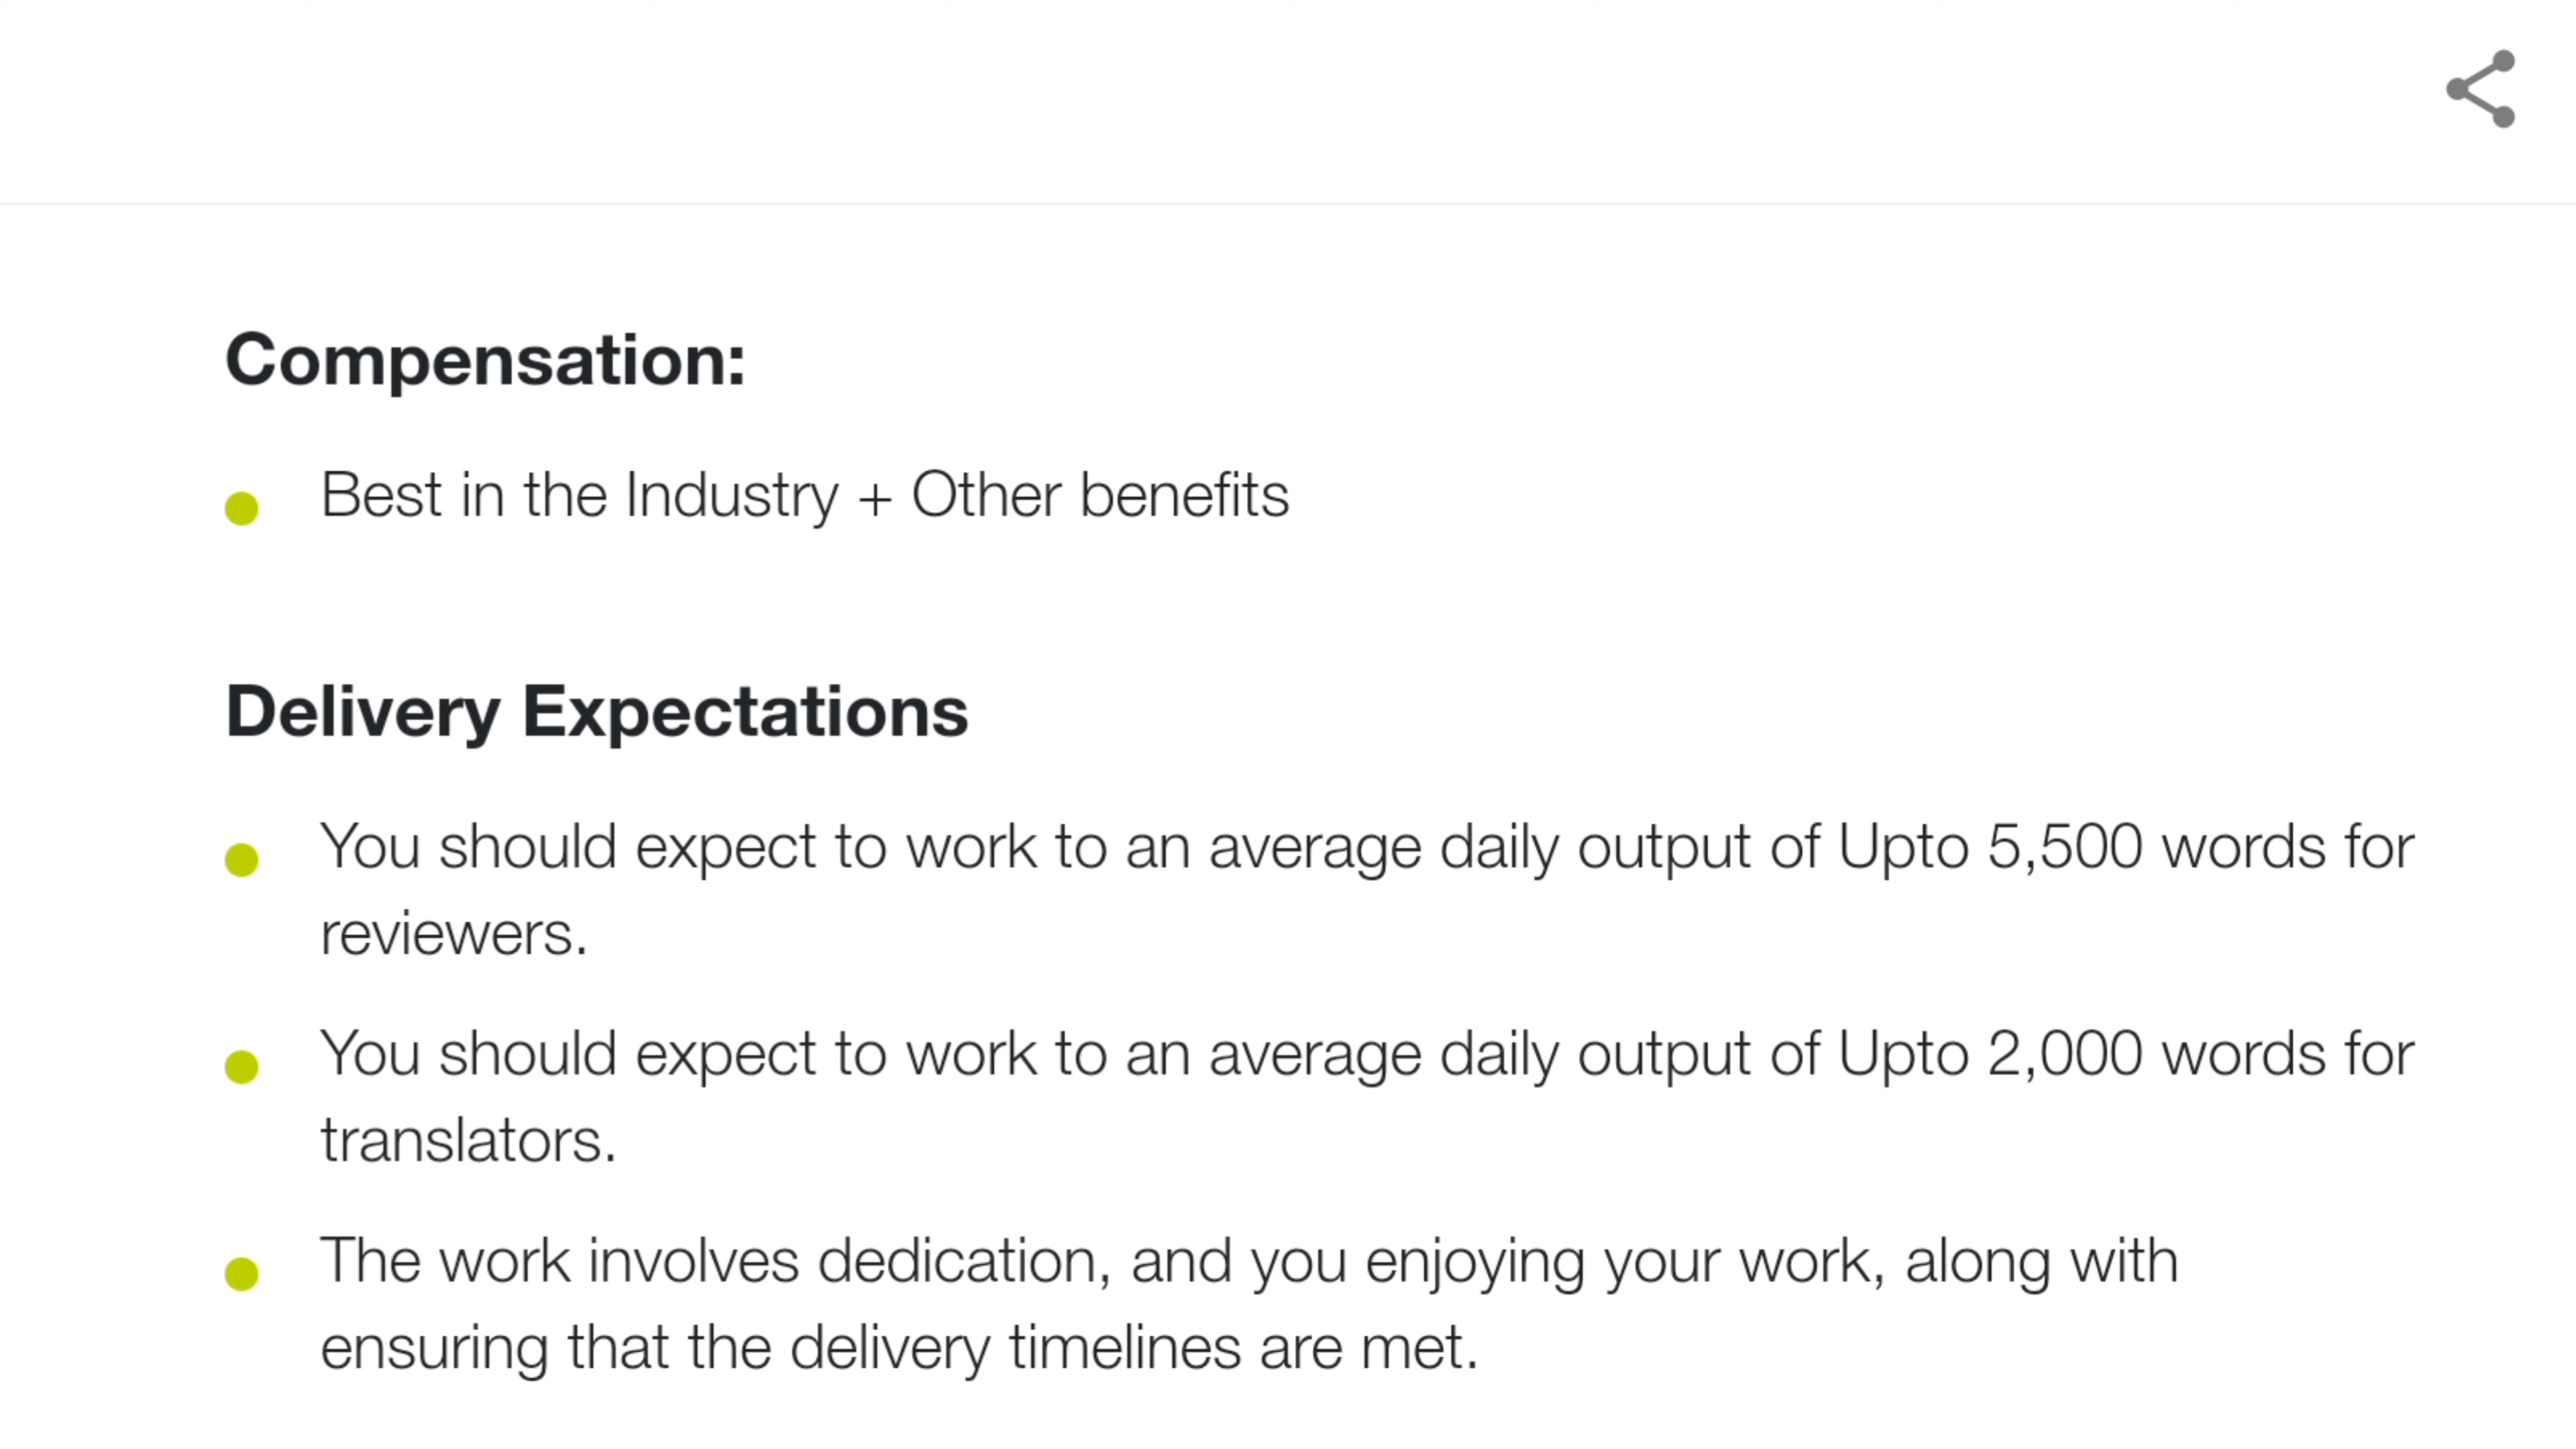 Compensation:
Best in the Industry + Other benefits
Delivery Expectations
You should expect to work to an average daily output of Upto 5,500 words for
reviewers.
You should expect to work to an average daily output of Upto 2,000 words for
translators.
The work involves dedication, and you enjoying your work, along with
ensuring that the delivery timelines are met.